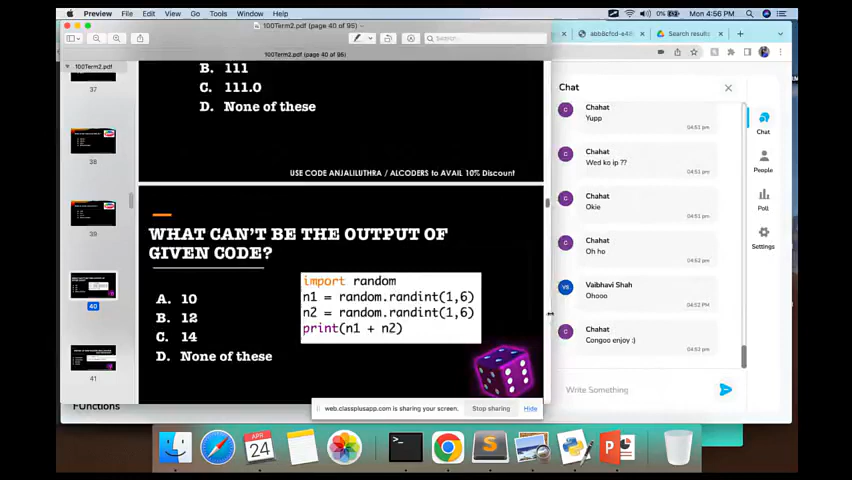 Preview File Edit View Go Tools Window Help
0% Mon 4:56 PM
100Term2.pdf (page 40 of 95)
Search
100Term2.pdf (page 40 of 95)
100Term2.pdf
37
38
39
40
41
B. 111
C. 111.0
D. None of these
USE CODE ANJALILUTHRA / ALCODERS to AVAIL 10% Discount
WHAT CAN'T BE THE OUTPUT OF
GIVEN CODE?
A. 10
B. 12
C. 14
D. None of these
import random
n1 = random.randint(1,6)
n2 = random.randint(1,6)
print(n1 + n2)
web.classplusapp.com is sharing your screen.
Stop sharing
Hide
FUnctions
Search results
Chat
C
Chahat
Yupp
04:51 pm
C
Chahat
Wed ko ip ??
04:51 pm
C
Chahat
Okie
04:51 pm
C
Chahat
Oh ho
04:52 pm
VS
Vaibhavi Shah
Ohooo
04:52 PM
C
Chahat
Congoo enjoy :)
04:52 pm
Write Something
Chat
People
Poll
Settings
APR
24